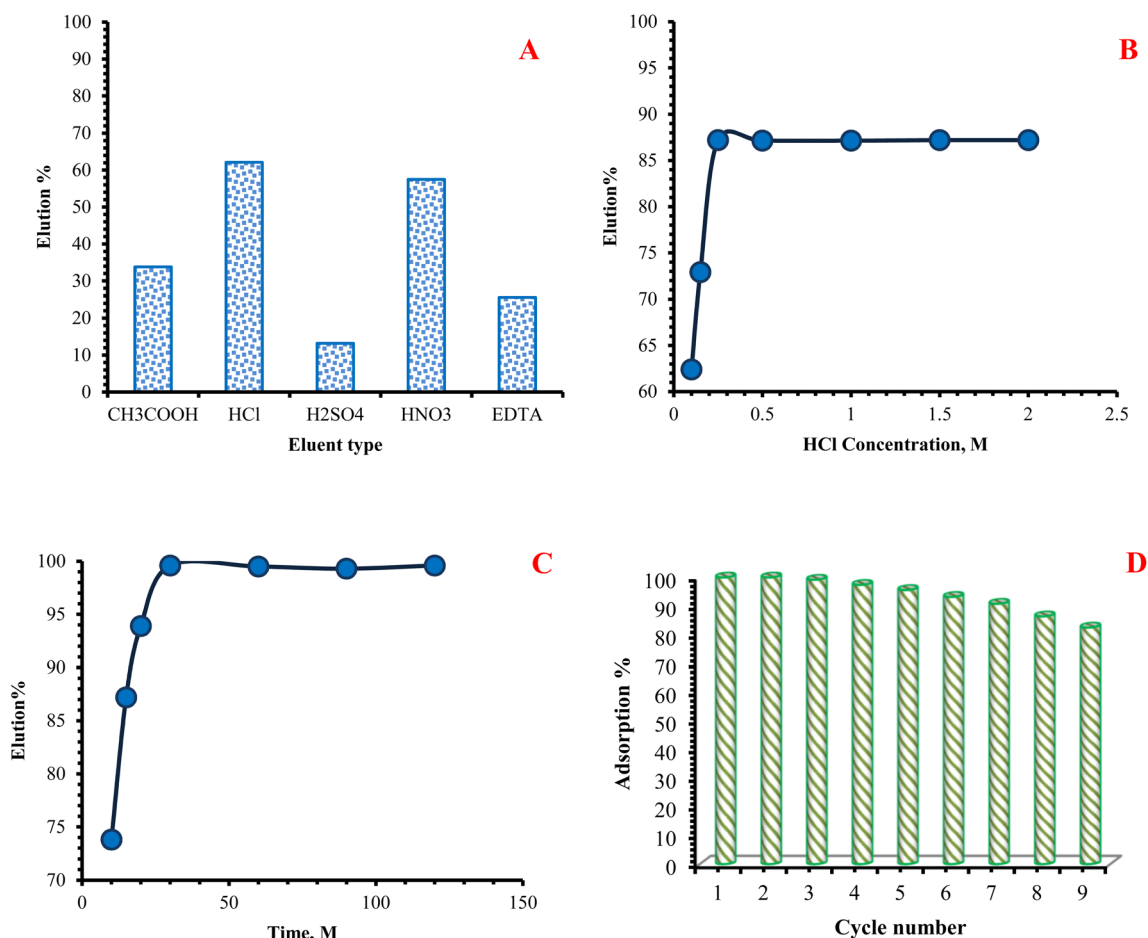 A
100
90
80
70
60
50
40
30
20
10
0
Elution %
CH3COOH HCl H2SO4 HNO3 EDTA
Eluent type
B
100
95
90
85
80
75
70
65
60
Elution%
0 0.5 1 1.5 2 2.5
HCl Concentration, M
C
100
95
90
85
80
75
70
Elution%
0 50 100 150
Time, M
D
100
90
80
70
60
50
40
30
20
10
0
Adsorption %
1 2 3 4 5 6 7 8 9
Cycle number